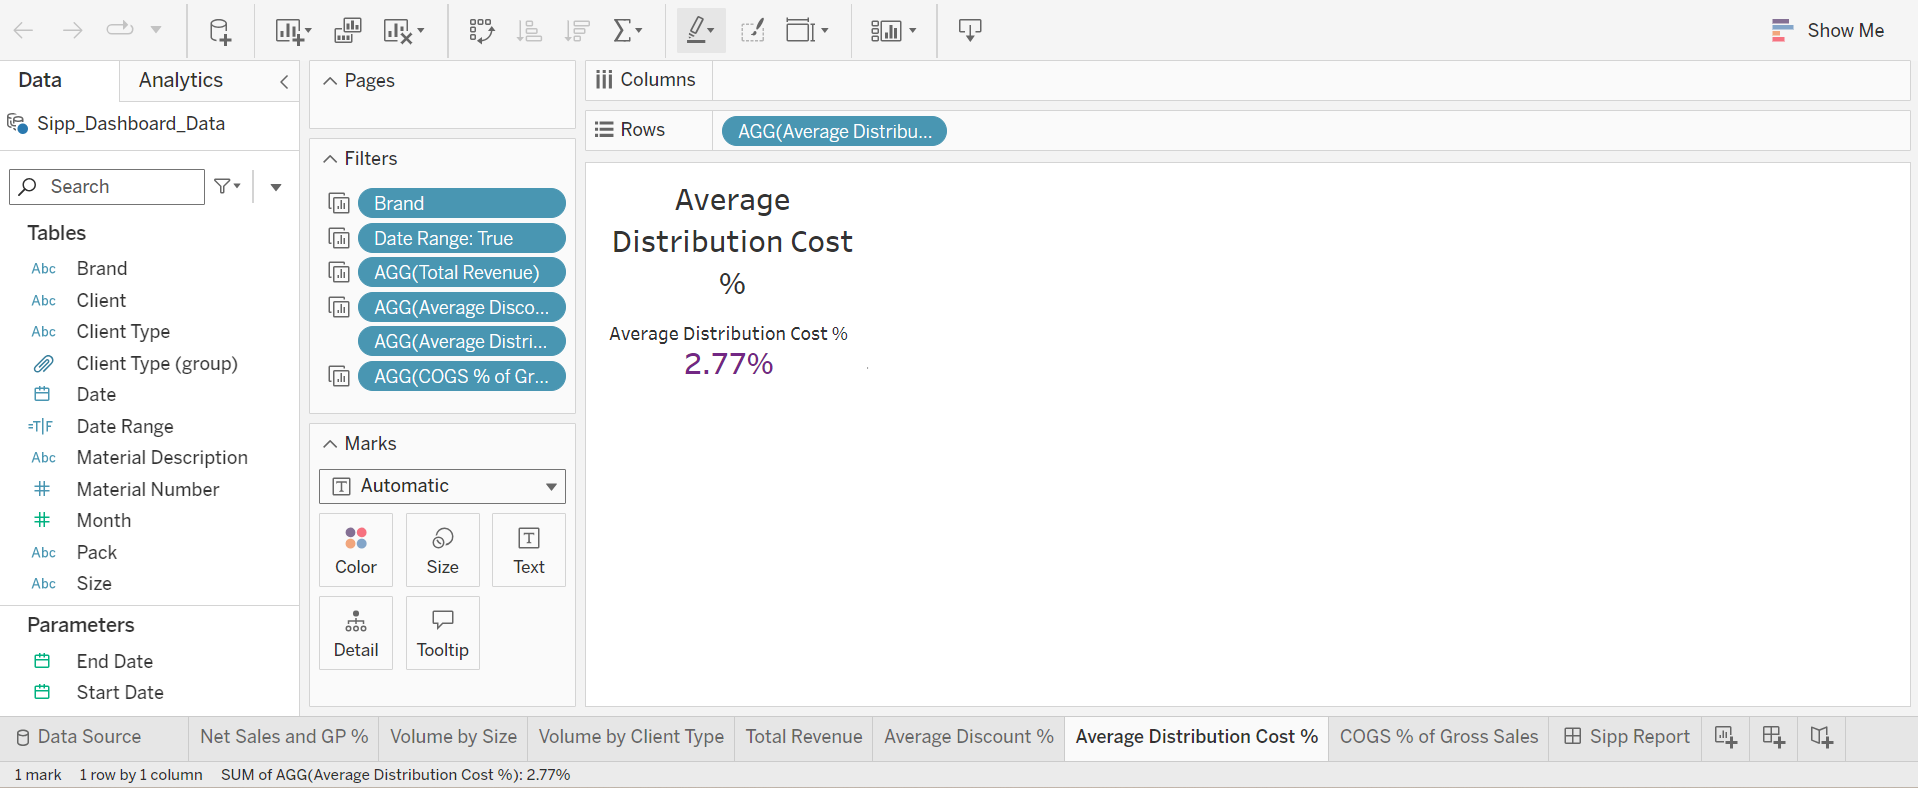 Show Me
Data
Analytics
Sipp_Dashboard_Data
Search
Tables
Abc Brand
Abc Client
Abc Client Type
Client Type (group)
Date
=T|F Date Range
Abc Material Description
Material Number
Month
Abc Pack
Abc Size
Parameters
End Date
Start Date
Pages
Filters
Brand
Date Range: True
AGG(Total Revenue)
AGG(Average Disco...
AGG(Average Distri...
AGG(COGS % of Gr...
Marks
T Automatic
Color
Size
T Text
Detail
Tooltip
Columns
Rows
AGG(Average Distribu...
Average
Distribution Cost
%
Average Distribution Cost %
2.77%
Data Source
Net Sales and GP %
Volume by Size
Volume by Client Type
Total Revenue
Average Discount %
Average Distribution Cost %
COGS % of Gross Sales
Sipp Report
1 mark
1 row by 1 column
SUM of AGG(Average Distribution Cost %): 2.77%